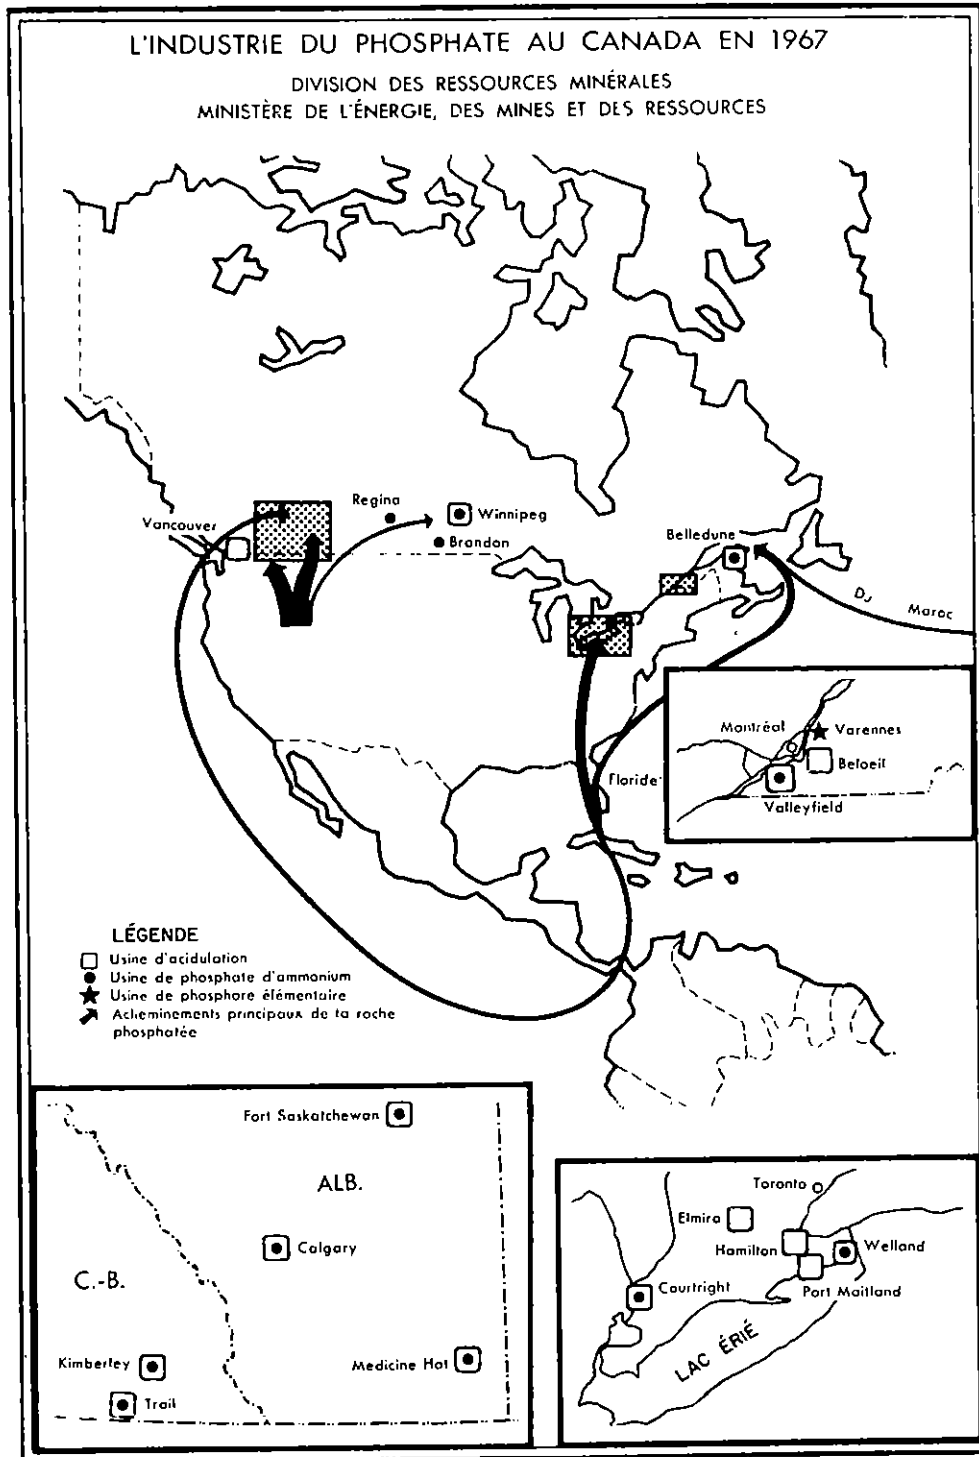 L'INDUSTRIE DU PHOSPHATE AU CANADA EN 1967
DIVISION DES RESSOURCES MINÉRALES
MINISTÈRE DE L'ÉNERGIE, DES MINES ET DES RESSOURCES
Regina
Vancouver
Winnipeg
Brandon
Belledune
Du Maroc
Montréal
Varennes
Beloeil
Valleyfield
Floride
LÉGENDE
Usine d'acidulation
Usine de phosphate d'ammonium
Usine de phosphore élémentaire
Acheminements principaux de la roche
phosphatée
Fort Saskatchewan
ALB.
Calgary
C.-B.
Kimberley
Medicine Hat
Trail
Toronto
Elmira
Hamilton
Welland
Courtright
Port Maitland
LAC ÉRIÉ